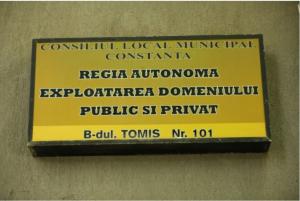 CONSILIUL LOCAL MUNICIPAL
CONSTANTA
REGIA AUTONOMA
EXPLOATAREA DOMENIULUI
PUBLIC SI PRIVAT
B-dul. TOMIS Nr. 101